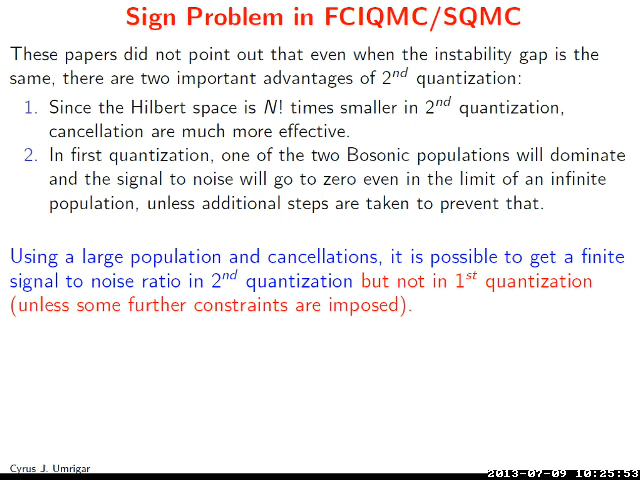 Sign Problem in FCIQMC/SQMC
These papers did not point out that even when the instability gap is the
same, there are two important advantages of 2nd quantization:
1. Since the Hilbert space is N! times smaller in 2nd quantization,
cancellation are much more effective.
2. In first quantization, one of the two Bosonic populations will dominate
and the signal to noise will go to zero even in the limit of an infinite
population, unless additional steps are taken to prevent that.
Using a large population and cancellations, it is possible to get a finite
signal to noise ratio in 2nd quantization but not in 1st quantization
(unless some further constraints are imposed).
Cyrus J. Umrigar
2013-07-09 10:25:53